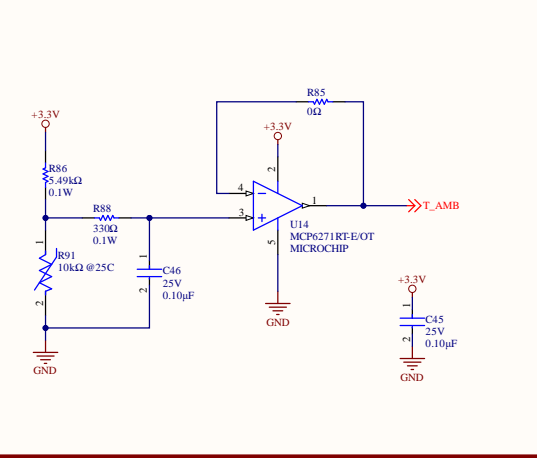 R85
0Ω
+3.3V
+3.3V
2
R86
5.49kΩ
0.1W
4
1
T_AMB
R88
3
330Ω
0.1W
U14
MCP6271RT-E/OT
MICROCHIP
5
1
R91
10kΩ @25C
2
1
C46
25V
0.10µF
2
+3.3V
GND
1
C45
25V
0.10µF
2
GND
GND